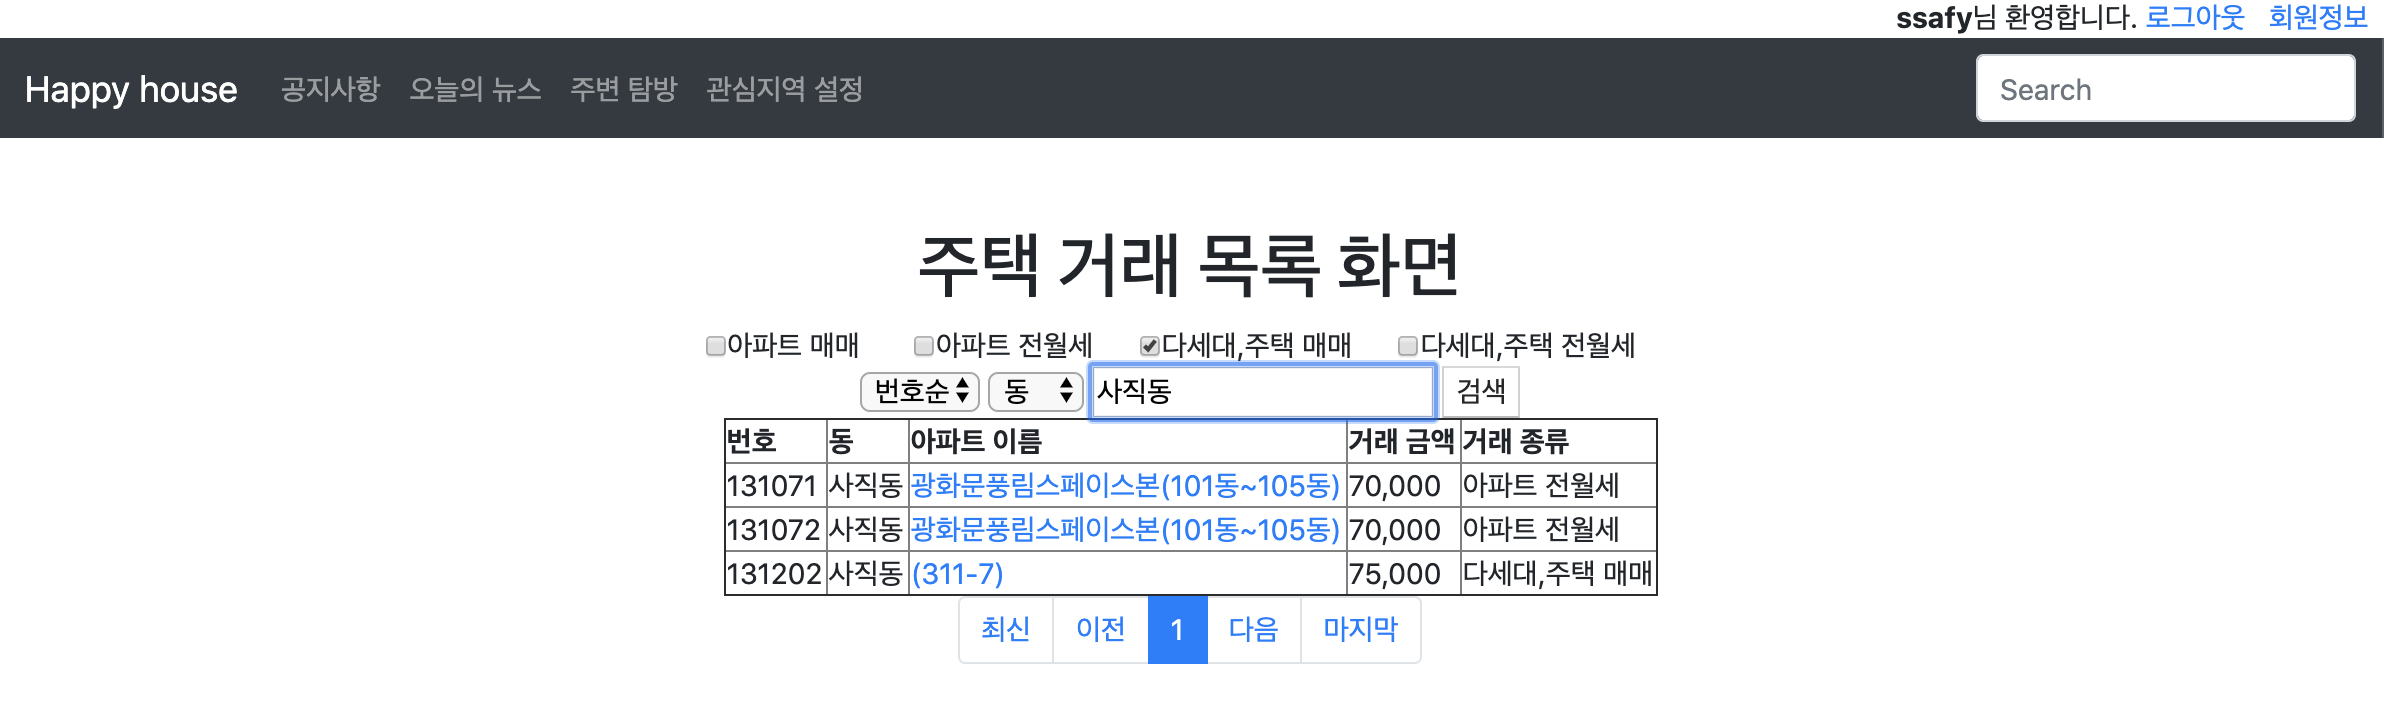 ssafy님 환영합니다. 로그아웃 회원정보
Happy house 공지사항 오늘의 뉴스 주변 탐방 관심지역 설정 Search
주택 거래 목록 화면
아파트 매매 아파트 전월세 다세대,주택 매매 다세대,주택 전월세
번호순 동 사직동 검색
번호 동 아파트 이름 거래 금액 거래 종류
131071 사직동 광화문풍림스페이스본(101동~105동) 70,000 아파트 전월세
131072 사직동 광화문풍림스페이스본(101동~105동) 70,000 아파트 전월세
131202 사직동 (311-7) 75,000 다세대,주택 매매
최신 이전 1 다음 마지막